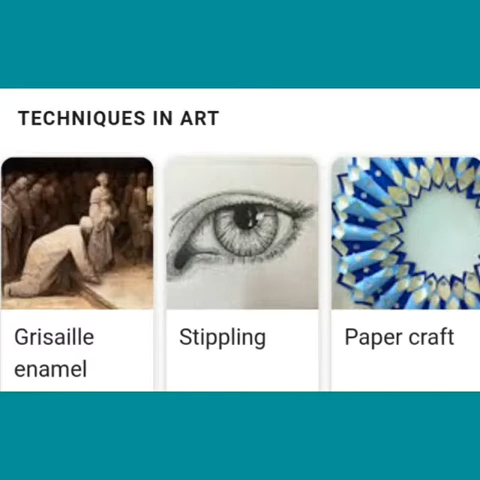 TECHNIQUES IN ART
Grisaille
enamel
Stippling
Paper craft